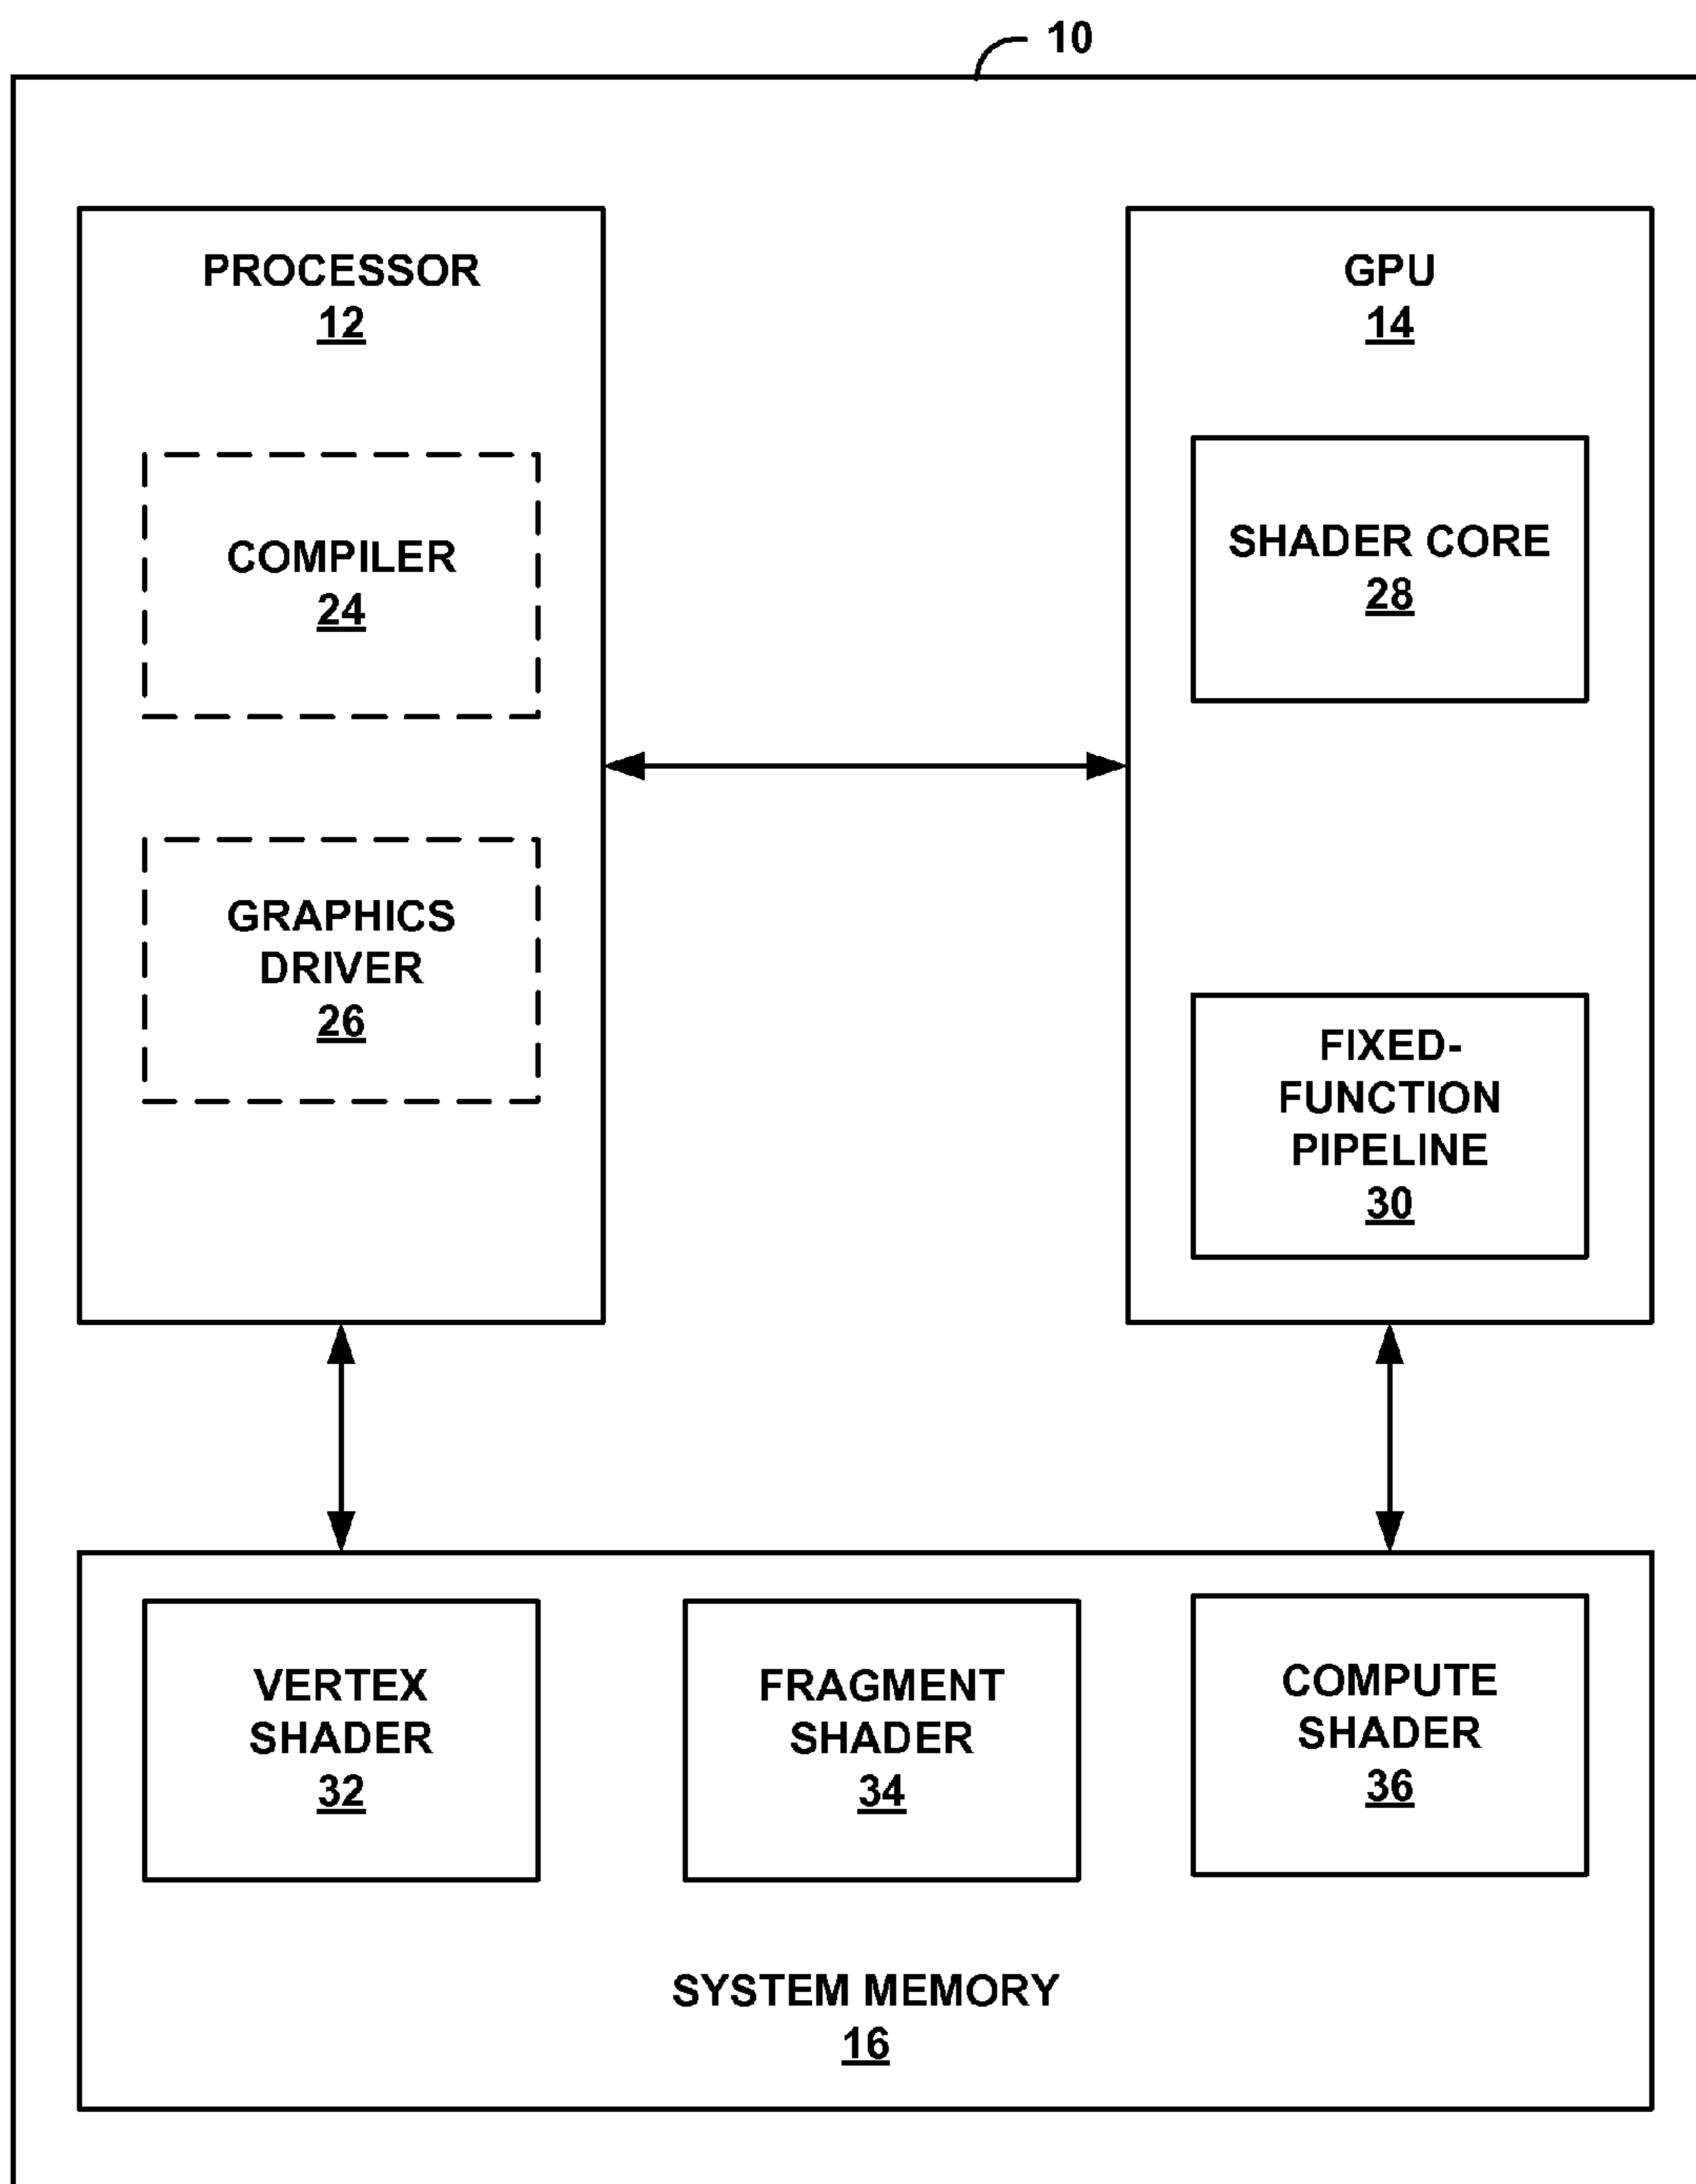 10
PROCESSOR
12
COMPILER
24
GRAPHICS
DRIVER
26
GPU
14
SHADER CORE
28
FIXED-
FUNCTION
PIPELINE
30
VERTEX
SHADER
32
FRAGMENT
SHADER
34
COMPUTE
SHADER
36
SYSTEM MEMORY
16